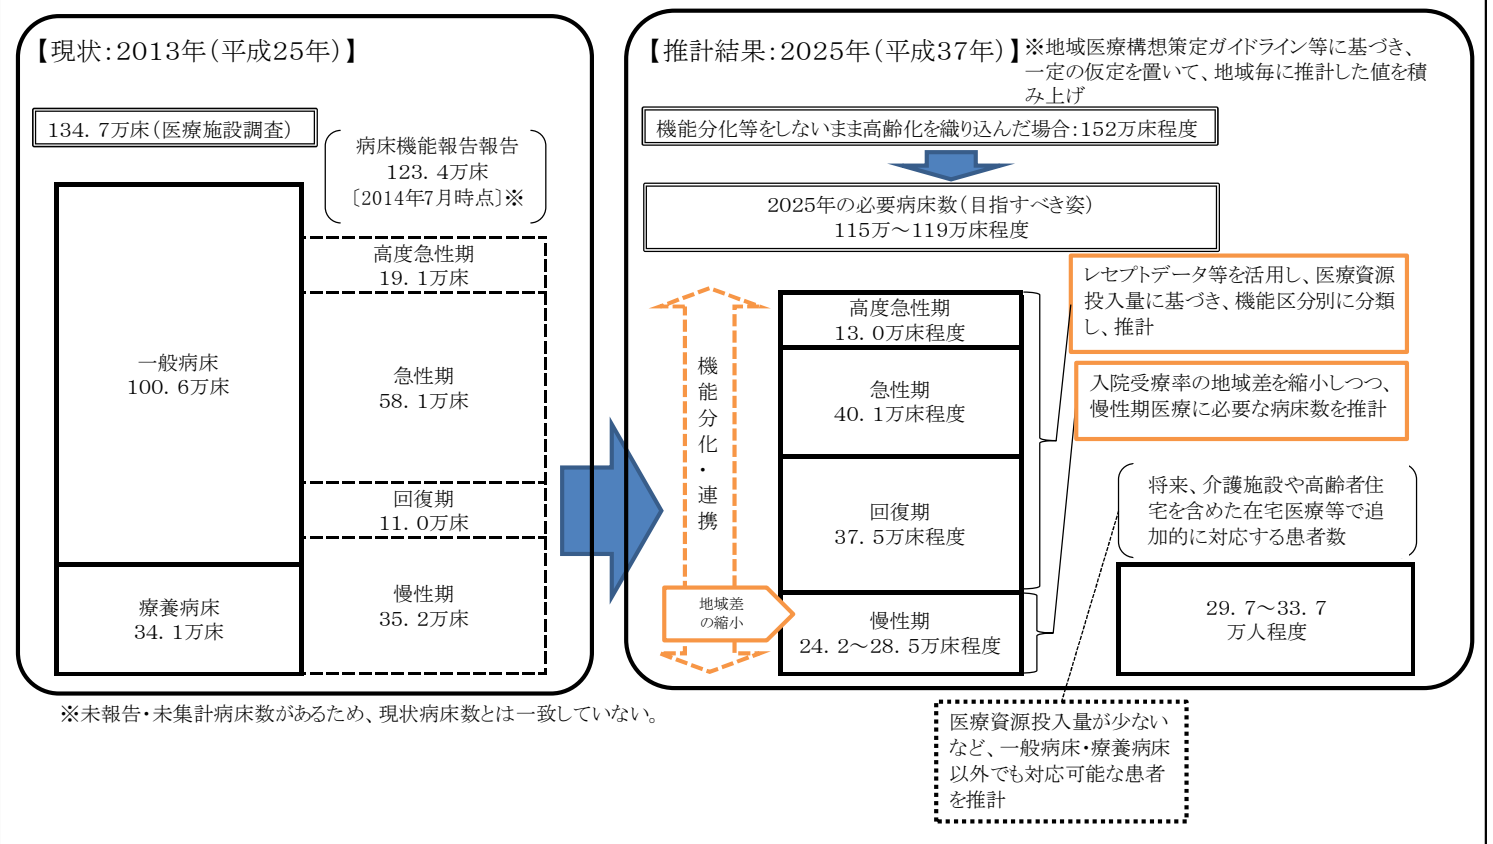 【現状：2013年（平成25年）】
134．7万床（医療施設調査）
病床機能報告報告
123．4万床
〔2014年7月時点〕※
一般病床
100．6万床
療養病床
34．1万床
高度急性期
19．1万床
急性期
58．1万床
回復期
11．0万床
慢性期
35．2万床
※未報告・未集計病床数があるため、現状病床数とは一致していない。
【推計結果：2025年（平成37年）】
※地域医療構想策定ガイドライン等に基づき、
一定の仮定を置いて、地域毎に推計した値を積
み上げ
機能分化等をしないまま高齢化を織り込んだ場合：152万床程度
2025年の必要病床数（目指すべき姿）
115万～119万床程度
機能分化・連携
地域差
の縮小
高度急性期
13．0万床程度
急性期
40．1万床程度
回復期
37．5万床程度
慢性期
24．2～28．5万床程度
レセプトデータ等を活用し、医療資源
投入量に基づき、機能区分別に分類
し、推計
入院受療率の地域差を縮小しつつ、
慢性期医療に必要な病床数を推計
将来、介護施設や高齢者住
宅を含めた在宅医療等で追
加的に対応する患者数
29．7～33．7
万人程度
医療資源投入量が少ない
など、一般病床・療養病床
以外でも対応可能な患者
を推計